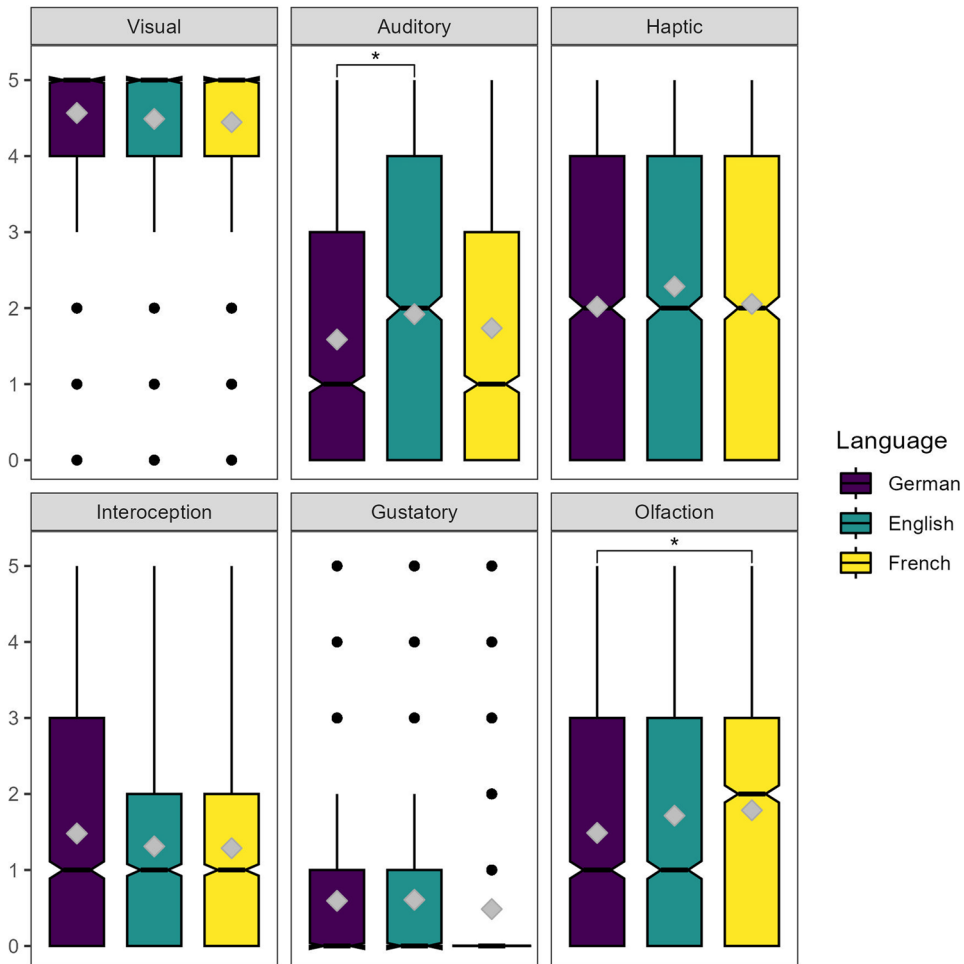 Visual
Auditory
Haptic
*
5
4
3
2
1
0
Interoception
Gustatory
Olfaction
*
5
4
3
2
1
0
Language
German
English
French